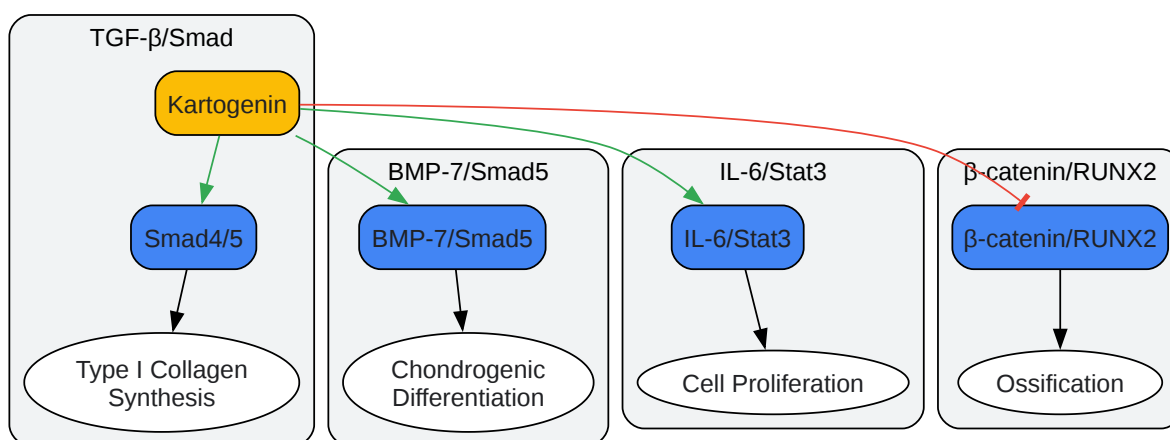 TGF-β/Smad
Kartogenin
BMP-7/Smad5
IL-6/Stat3
β-catenin/RUNX2
Smad4/5
BMP-7/Smad5
IL-6/Stat3
β-catenin/RUNX2
Type I Collagen
Synthesis
Chondrogenic
Differentiation
Cell Proliferation
Ossification